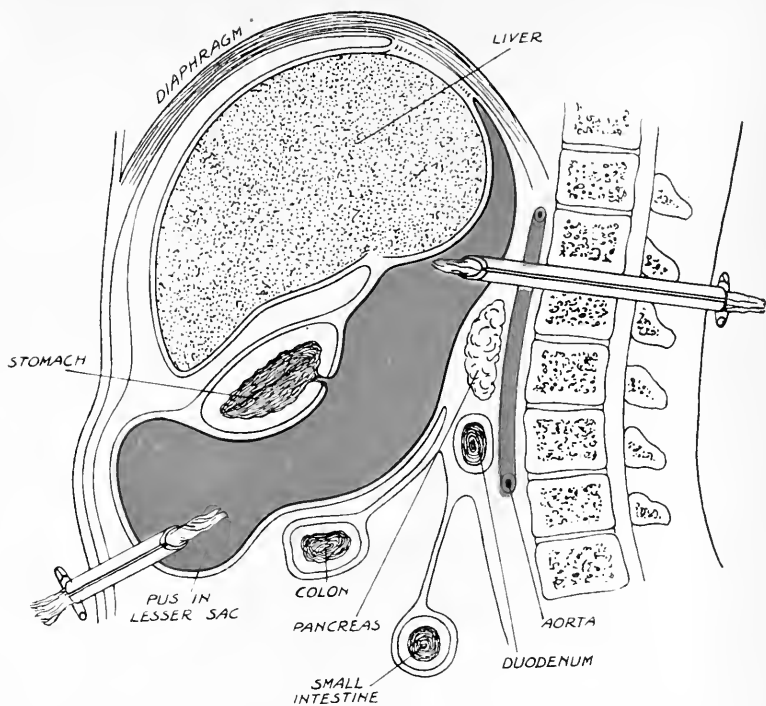 DIAPHRAGM
LIVER
STOMACH
PUS IN
LESSER SAC
COLON
PANCREAS
AORTA
DUODENUM
SMALL
INTESTINE